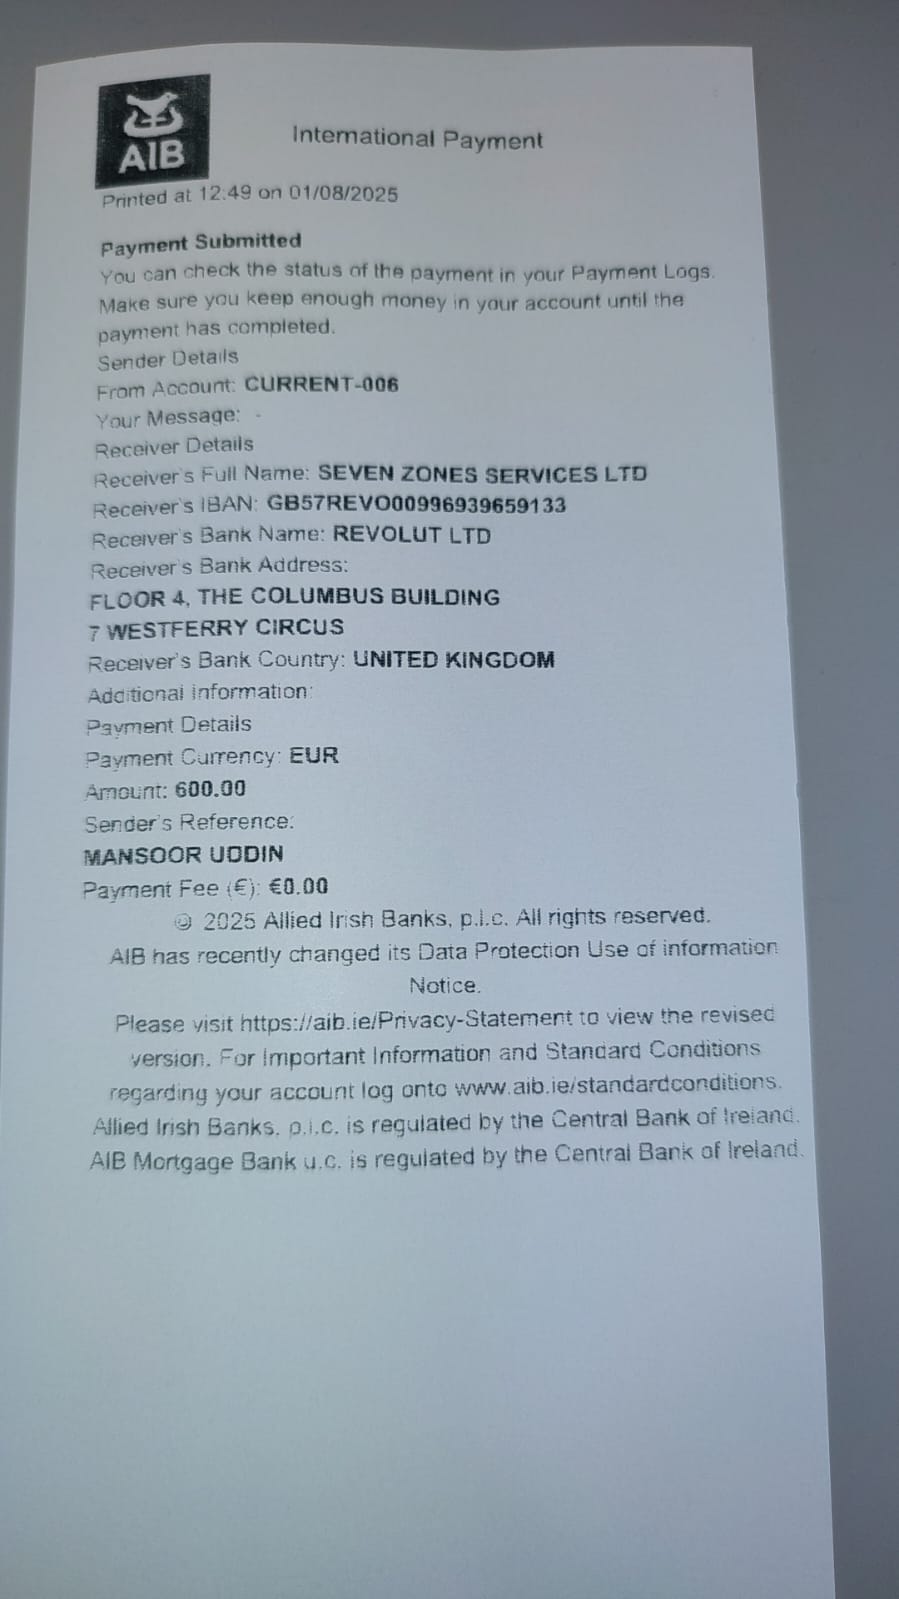 AIB
International Payment
Printed at 12:49 on 01/08/2025
Payment Submitted
You can check the status of the payment in your Payment Logs.
Make sure you keep enough money in your account until the
payment has completed.
Sender Details
From Account: CURRENT-006
Your Message: -
Receiver Details
Receiver's Full Name: SEVEN ZONES SERVICES LTD
Receiver's IBAN: GB57REVO00996939659133
Receiver's Bank Name: REVOLUT LTD
Receiver's Bank Address:
FLOOR 4, THE COLUMBUS BUILDING
7 WESTFERRY CIRCUS
Receiver's Bank Country: UNITED KINGDOM
Additional information:
Payment Details
Payment Currency: EUR
Amount: 600.00
Sender's Reference:
MANSOOR UDDIN
Payment Fee (€): €0.00
© 2025 Allied Irish Banks, p.l.c. All rights reserved.
AIB has recently changed its Data Protection Use of information
Notice.
Please visit https://aib.ie/Privacy-Statement to view the revised
version. For Important Information and Standard Conditions
regarding your account log onto www.aib.ie/standardconditions.
Allied Irish Banks, p.l.c. is regulated by the Central Bank of Ireland.
AIB Mortgage Bank u.c. is regulated by the Central Bank of Ireland.